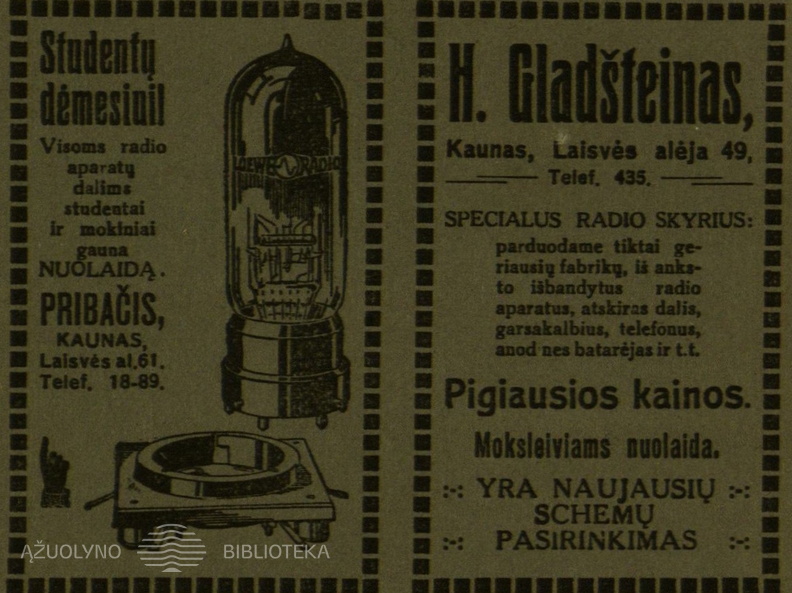 Studentų
dėmesiui!
Visoms radio
aparatų
dalims
studentai
ir mokiniai
gauna
NUOLAIDĄ.
PRIBAČIS,
KAUNAS,
Laisvės al. 61.
Telef. 18-89.
LOEWE RADIO
H. Gladšteinas,
Kaunas, Laisvės alėja 49,
Telef. 435.
SPECIALUS RADIO SKYRIUS:
parduodame tiktai ge-
riausių fabrikų, iš anks-
to išbandytus radio
aparatus, atskiras dalis,
garsakalbius, telefonus,
anod nes batarėjas ir t.t.
Pigiausios kainos.
Moksleiviams nuolaida.
:-: YRA NAUJAUSIŲ :-:
SCHEMŲ
:-: PASIRINKIMAS :-:
ĄŽUOLYNO BIBLIOTEKA